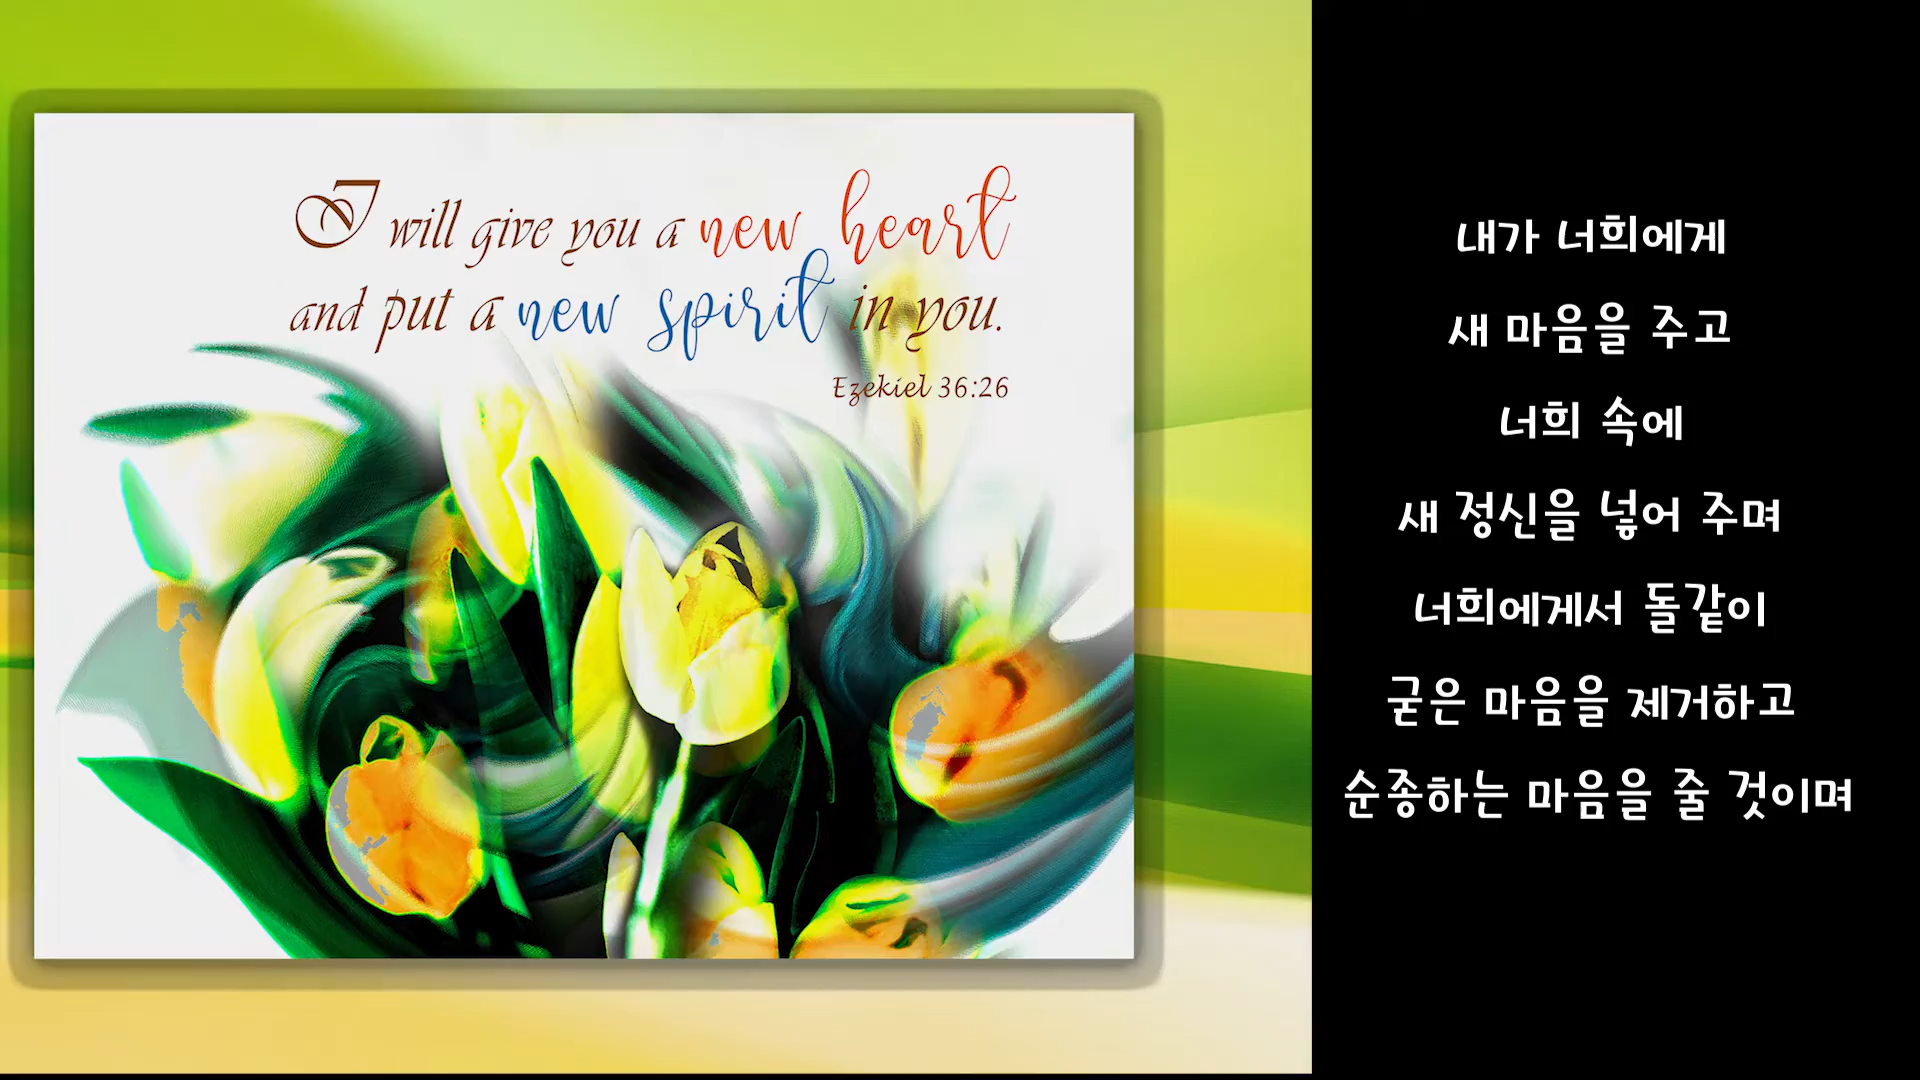 I will give you a new heart
and put a new spirit in you.
Ezekiel 36:26
내가 너희에게
새 마음을 주고
너희 속에
새 정신을 넣어 주며
너희에게서 돌같이
굳은 마음을 제거하고
순종하는 마음을 줄 것이며